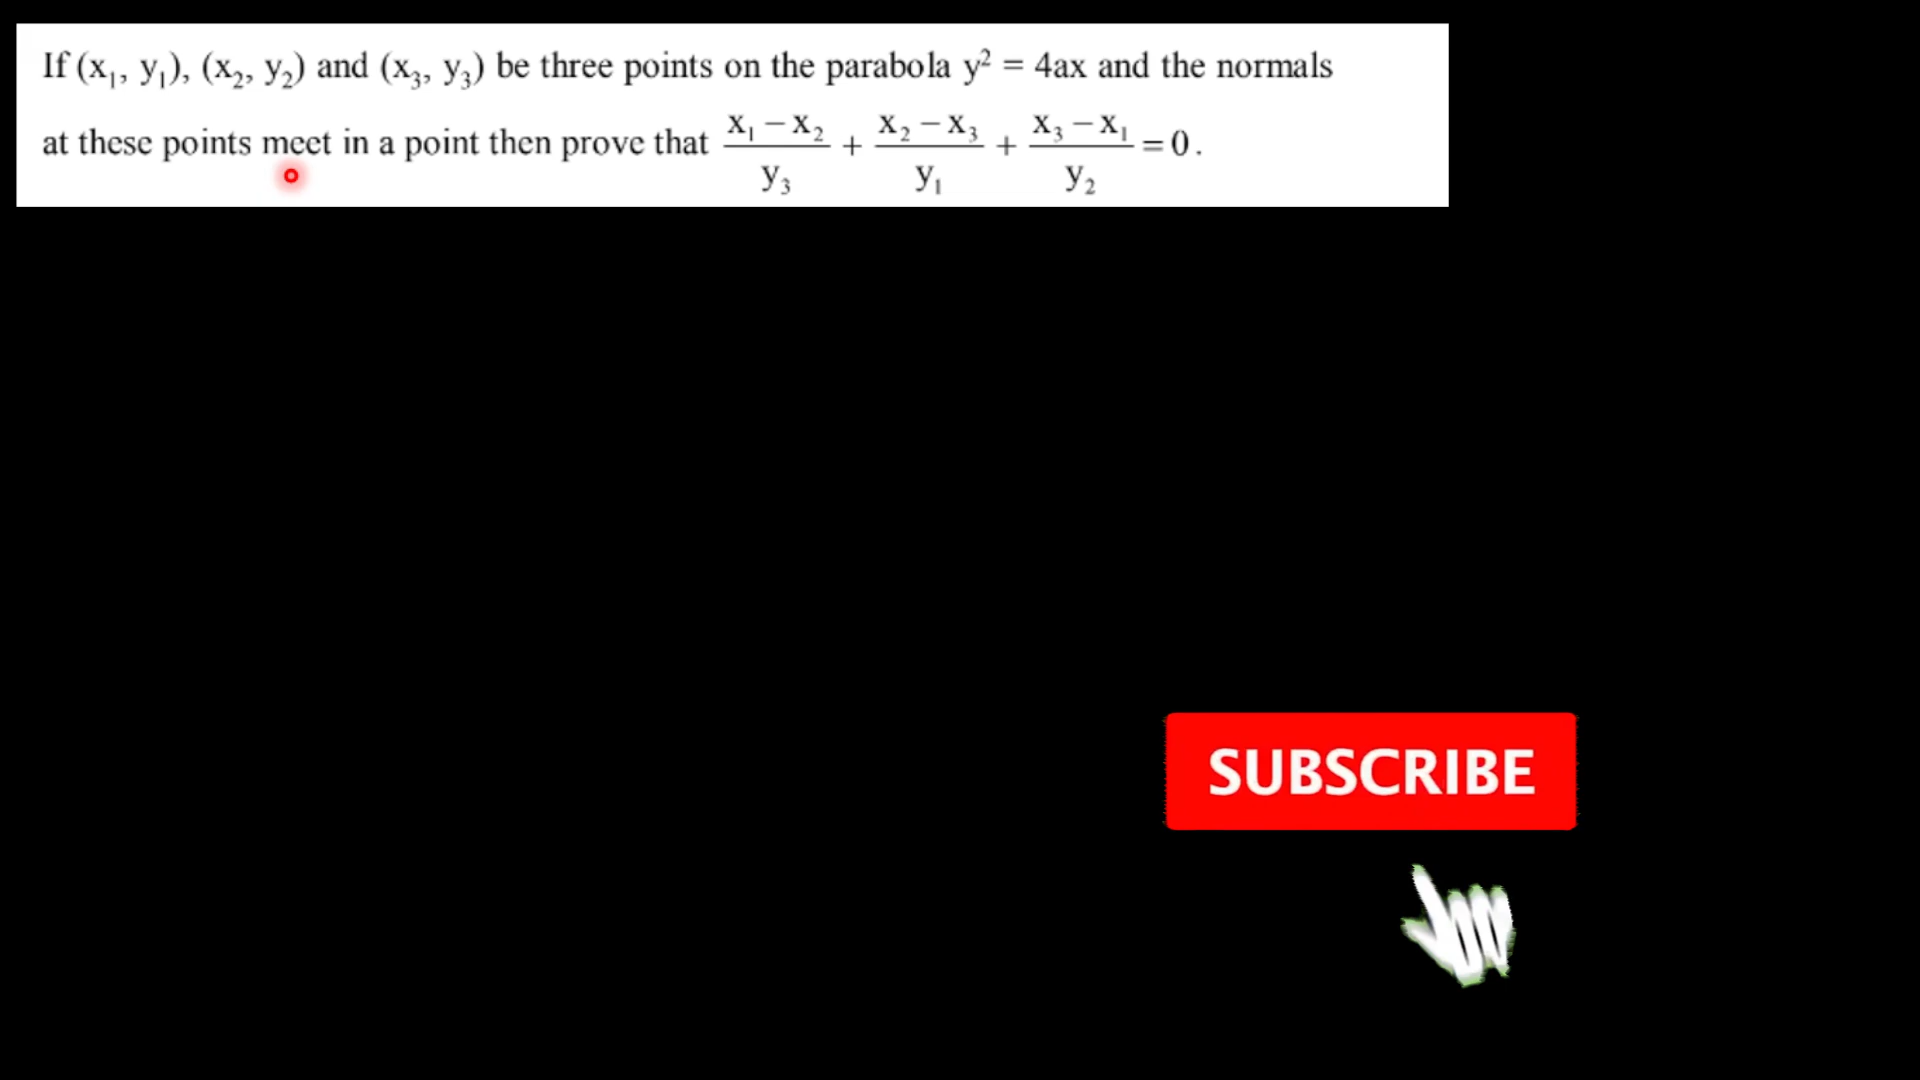 If (x₁, y₁), (x₂, y₂) and (x₃, y₃) be three points on the parabola y² = 4ax and the normals
at these points meet in a point then prove that (x₁ − x₂)/y₃ + (x₂ − x₃)/y₁ + (x₃ − x₁)/y₂ = 0.
SUBSCRIBE